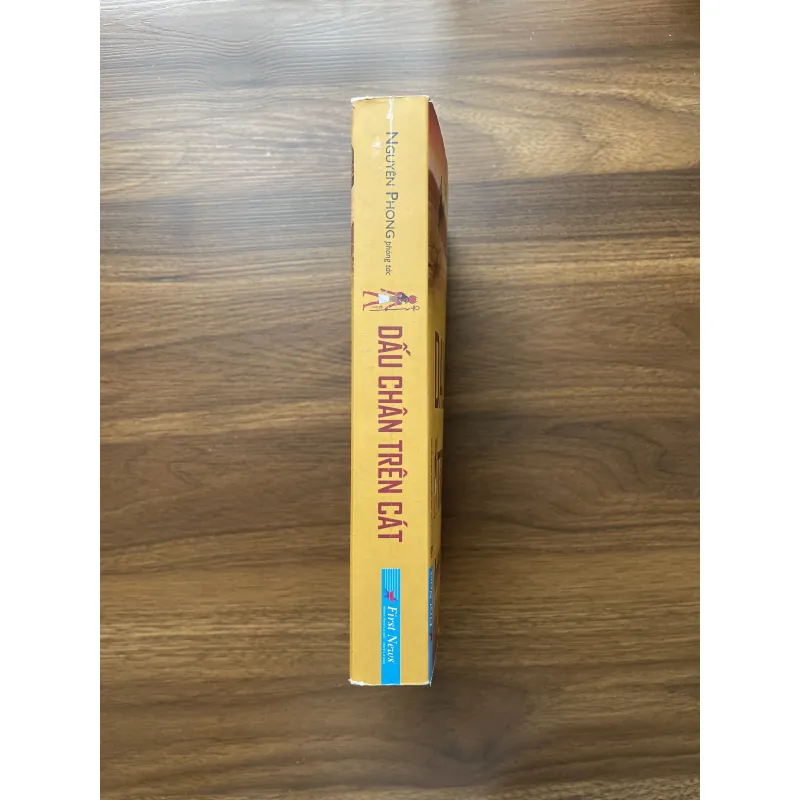 NGUYÊN PHONG phóng tác
DẤU CHÂN TRÊN CÁT
First News